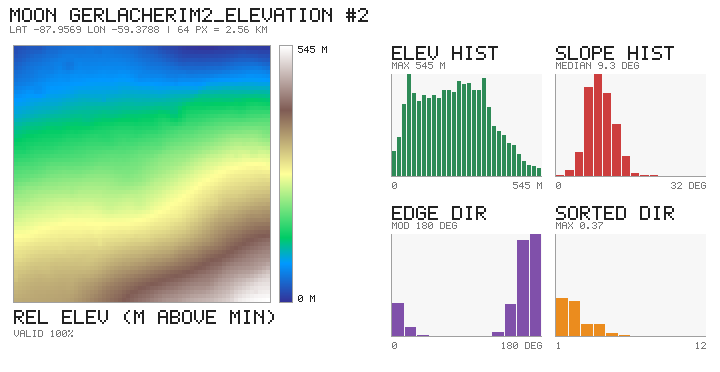 MOON GERLACHERIM2_ELEVATION #2
LAT -87.9569 LON -59.3788 | 64 PX = 2.56 KM
545 M
0 M
REL ELEV (M ABOVE MIN)
VALID 100%
ELEV HIST
MAX 545 M
0 545 M
SLOPE HIST
MEDIAN 9.3 DEG
0 32 DEG
EDGE DIR
MOD 180 DEG
0 180 DEG
SORTED DIR
MAX 0.37
1 12